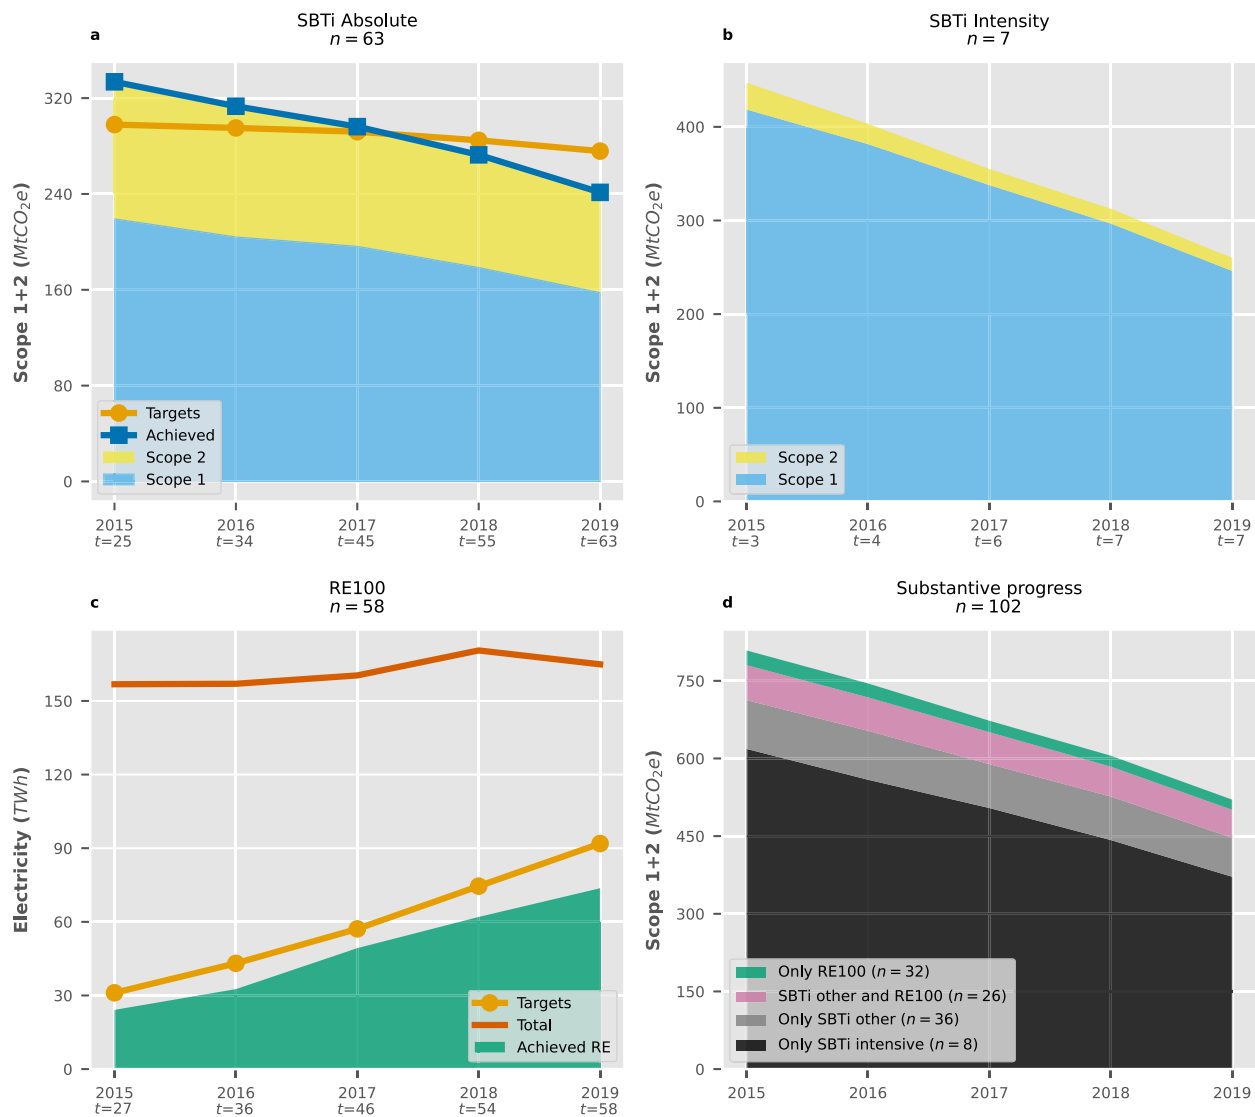 a
SBTi Absolute
n = 63
Scope 1+2 (MtCO2e)
320
240
160
80
0
Targets
Achieved
Scope 2
Scope 1
2015 2016 2017 2018 2019
t=25 t=34 t=45 t=55 t=63
b
SBTi Intensity
n = 7
Scope 1+2 (MtCO2e)
400
300
200
100
0
Scope 2
Scope 1
2015 2016 2017 2018 2019
t=3 t=4 t=6 t=7 t=7
c
RE100
n = 58
Electricity (TWh)
150
120
90
60
30
0
Targets
Total
Achieved RE
2015 2016 2017 2018 2019
t=27 t=36 t=46 t=54 t=58
d
Substantive progress
n = 102
Scope 1+2 (MtCO2e)
750
600
450
300
150
0
Only RE100 (n = 32)
SBTi other and RE100 (n = 26)
Only SBTi other (n = 36)
Only SBTi intensive (n = 8)
2015 2016 2017 2018 2019